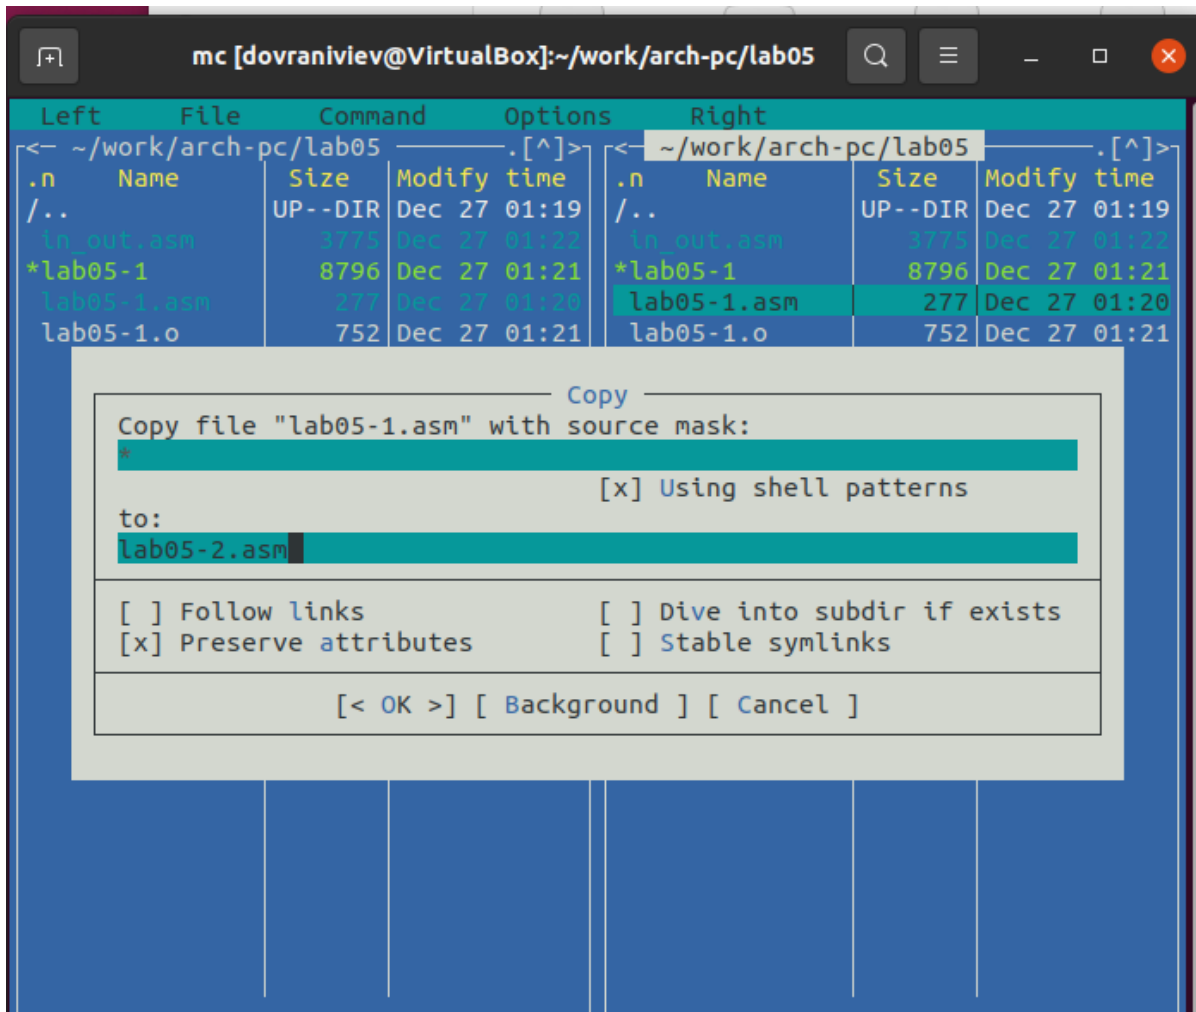 mc [dovraniviev@VirtualBox]:~/work/arch-pc/lab05
Left File Command Options Right
<─ ~/work/arch-pc/lab05 ─.[^]> <─ ~/work/arch-pc/lab05 ─.[^]>
.n Name Size Modify time .n Name Size Modify time
/.. UP--DIR Dec 27 01:19 /.. UP--DIR Dec 27 01:19
in_out.asm 3775 Dec 27 01:22 in_out.asm 3775 Dec 27 01:22
*lab05-1 8796 Dec 27 01:21 *lab05-1 8796 Dec 27 01:21
lab05-1.asm 277 Dec 27 01:20 lab05-1.asm 277 Dec 27 01:20
lab05-1.o 752 Dec 27 01:21 lab05-1.o 752 Dec 27 01:21
Copy
Copy file "lab05-1.asm" with source mask:
*
[x] Using shell patterns
to:
lab05-2.asm
[ ] Follow links [ ] Dive into subdir if exists
[x] Preserve attributes [ ] Stable symlinks
[< OK >] [ Background ] [ Cancel ]